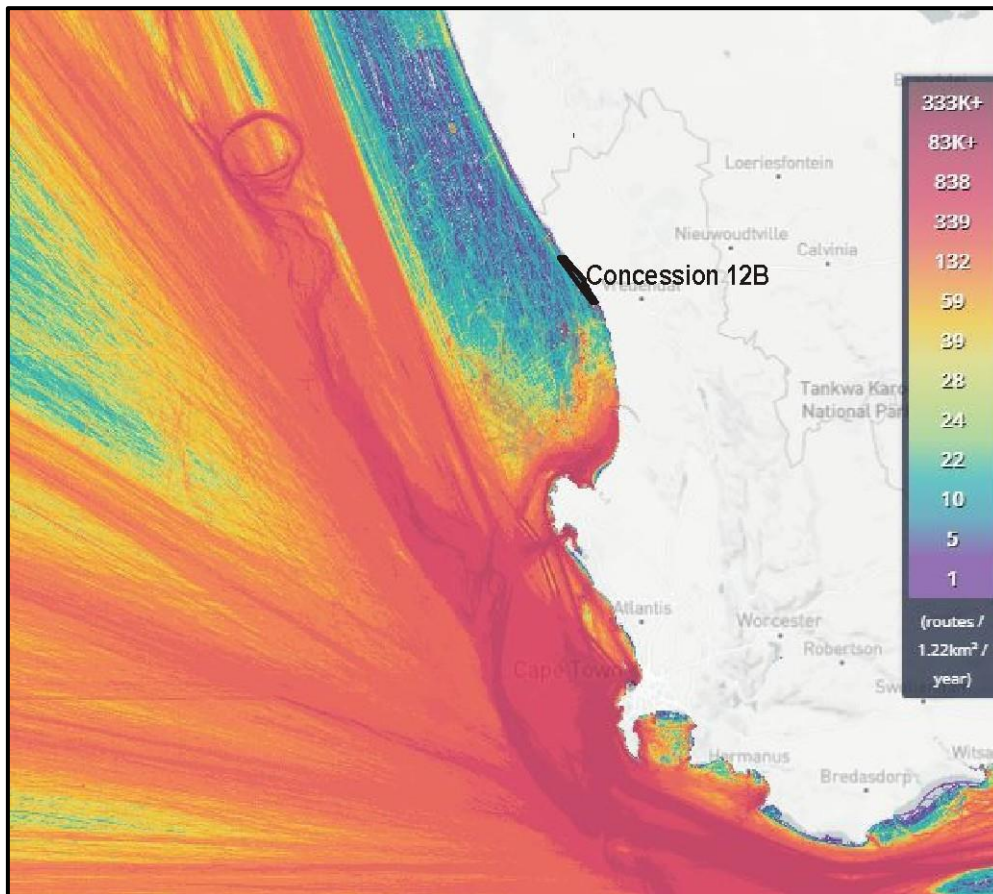 333K+
83K+
838
339
132
59
39
28
24
22
10
5
1
(routes /
1.22km² /
year)
Loeriesfontein
Nieuwoudtville
Calvinia
Concession 12B
Tankwa Karo
National Par
Atlantis
Worcester
Robertson
Cape Town
Hermanus
Bredasdorp
Witsa